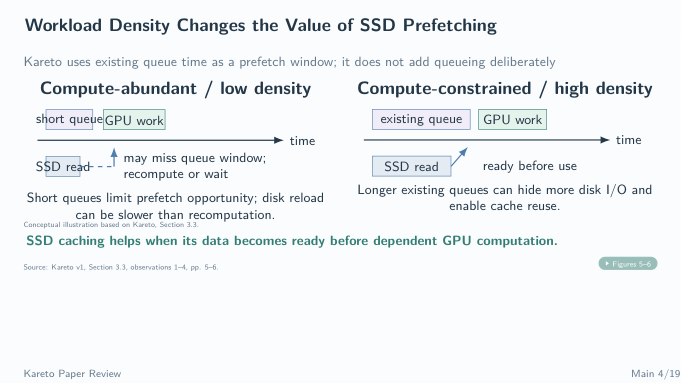 Workload Density Changes the Value of SSD Prefetching
Kareto uses existing queue time as a prefetch window; it does not add queueing deliberately
Compute-abundant / low density
short queue
GPU work
time
SSD read
may miss queue window;
recompute or wait
Short queues limit prefetch opportunity; disk reload
can be slower than recomputation.
Compute-constrained / high density
existing queue
GPU work
time
SSD read
ready before use
Longer existing queues can hide more disk I/O and
enable cache reuse.
Conceptual illustration based on Kareto, Section 3.3.
SSD caching helps when its data becomes ready before dependent GPU computation.
Source: Kareto v1, Section 3.3, observations 1–4, pp. 5–6.
Figures 5–6
Kareto Paper Review
Main 4/19